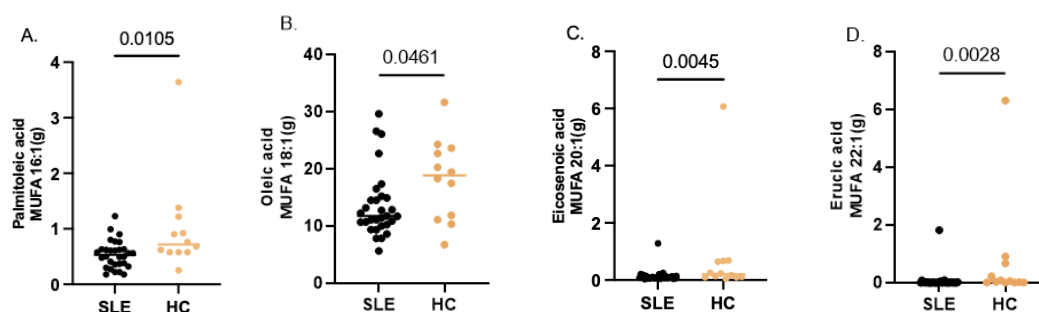 A.
0.0105
Palmitoleic acid
MUFA 16:1(g)
4
3
2
1
0
SLE HC
B.
0.0461
Oleic acid
MUFA 18:1(g)
40
30
20
10
0
SLE HC
C.
0.0045
Eicosenoic acid
MUFA 20:1(g)
8
6
4
2
0
SLE HC
D.
0.0028
Erucic acid
MUFA 22:1(g)
8
6
4
2
0
SLE HC